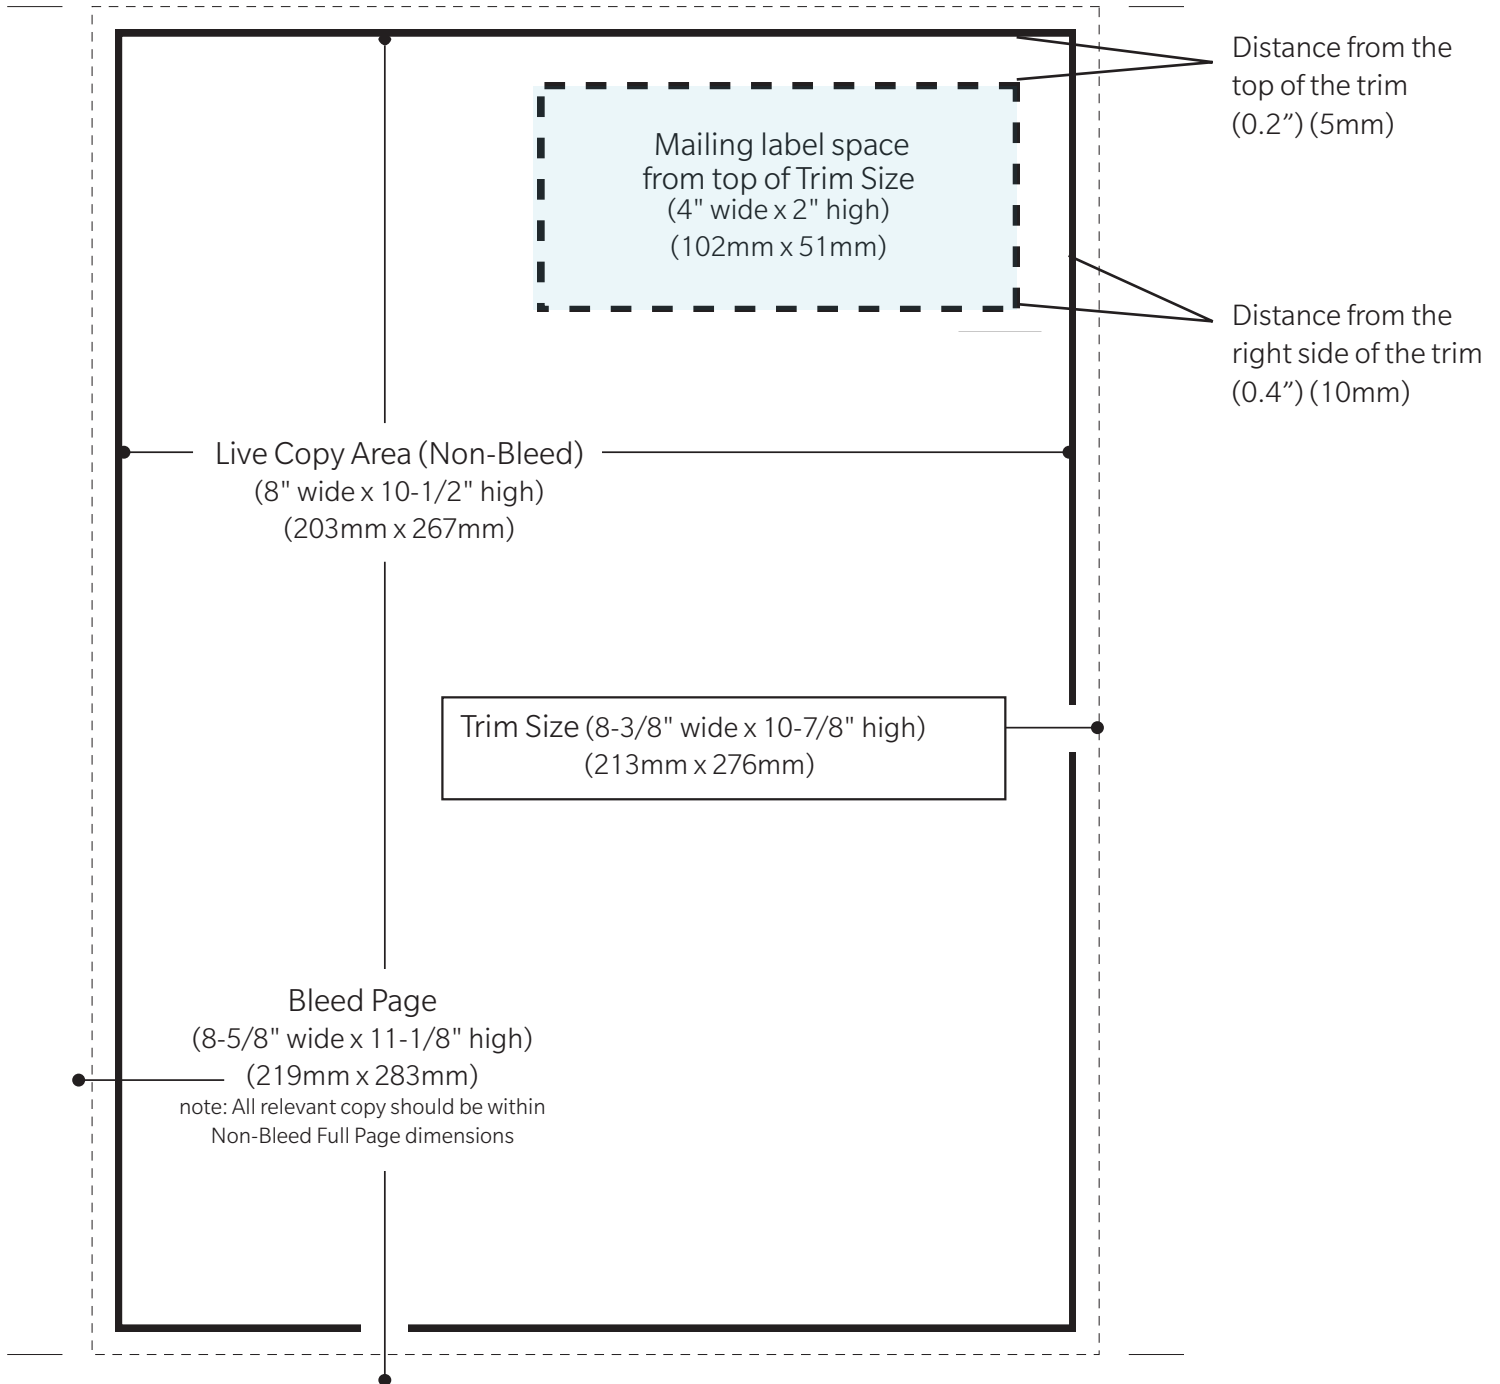 Distance from the
top of the trim
(0.2”) (5mm)
Mailing label space
from top of Trim Size
(4" wide x 2" high)
(102mm x 51mm)
Distance from the
right side of the trim
(0.4”) (10mm)
Live Copy Area (Non-Bleed)
(8" wide x 10-1/2" high)
(203mm x 267mm)
Trim Size (8-3/8" wide x 10-7/8" high)
(213mm x 276mm)
Bleed Page
(8-5/8" wide x 11-1/8" high)
(219mm x 283mm)
note: All relevant copy should be within
Non-Bleed Full Page dimensions